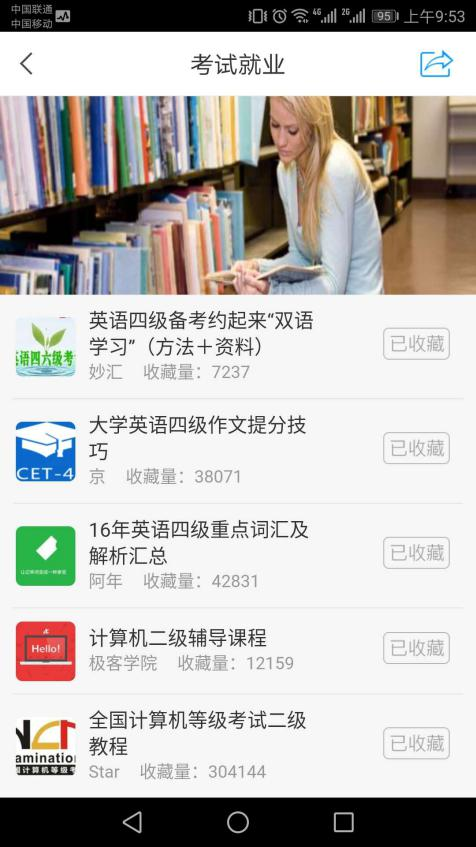 中国联通
中国移动
4G
2G
95
上午9:53
考试就业
英语四级备考约起来“双语
学习”（方法＋资料）
妙汇 收藏量：7237
已收藏
语四六级考
大学英语四级作文提分技
巧
京 收藏量：38071
已收藏
CET-4
16年英语四级重点词汇及
解析汇总
阿年 收藏量：42831
已收藏
计算机二级辅导课程
极客学院 收藏量：12159
已收藏
Hello!
全国计算机等级考试二级
教程
Star 收藏量：304144
已收藏
amination
国计算机等级考